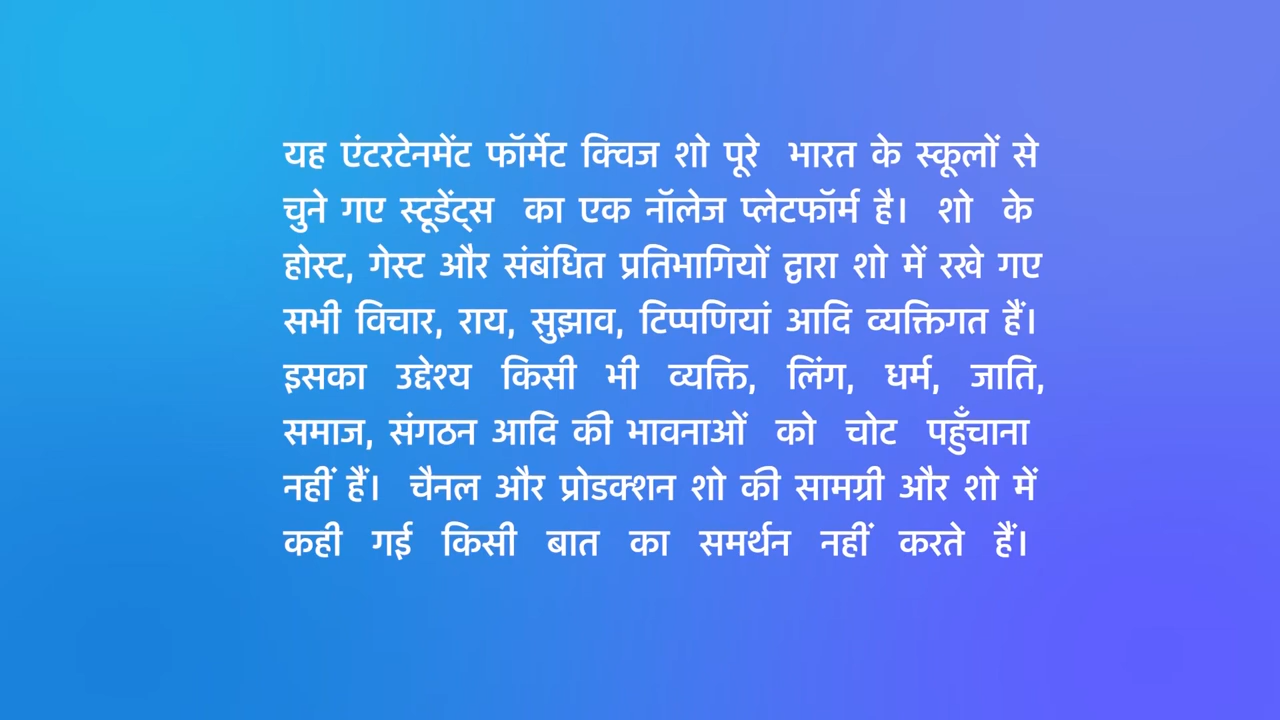 यह एंटरटेनमेंट फॉर्मेट क्विज शो पूरे भारत के स्कूलों से
चुने गए स्टूडेंट्स का एक नॉलेज प्लेटफॉर्म है। शो के
होस्ट, गेस्ट और संबंधित प्रतिभागियों द्वारा शो में रखे गए
सभी विचार, राय, सुझाव, टिप्पणियां आदि व्यक्तिगत हैं।
इसका उद्देश्य किसी भी व्यक्ति, लिंग, धर्म, जाति,
समाज, संगठन आदि की भावनाओं को चोट पहुँचाना
नहीं हैं। चैनल और प्रोडक्शन शो की सामग्री और शो में
कही गई किसी बात का समर्थन नहीं करते हैं।